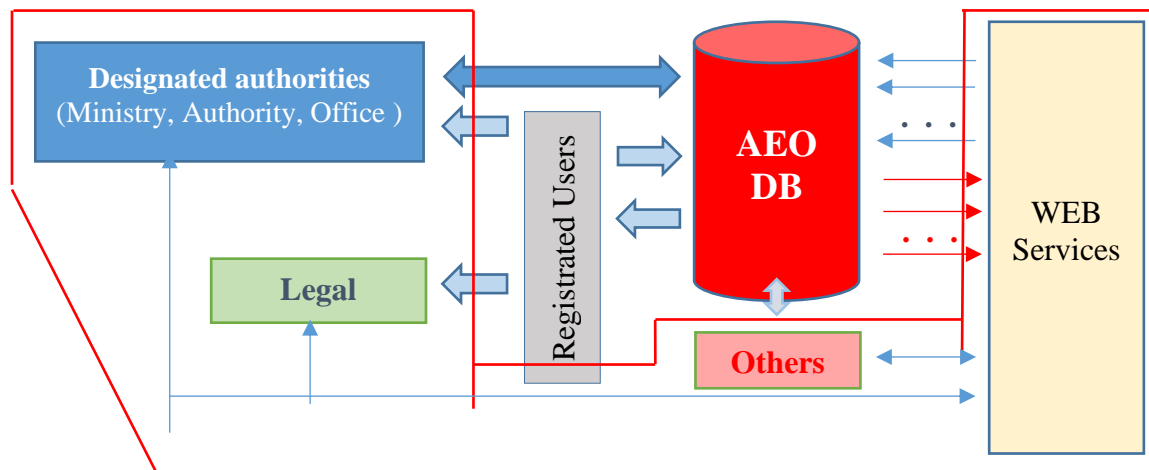 Designated authorities
(Ministry, Authority, Office )
AEO
DB
. . .
Registrated Users
WEB
Services
. . .
Legal
Others